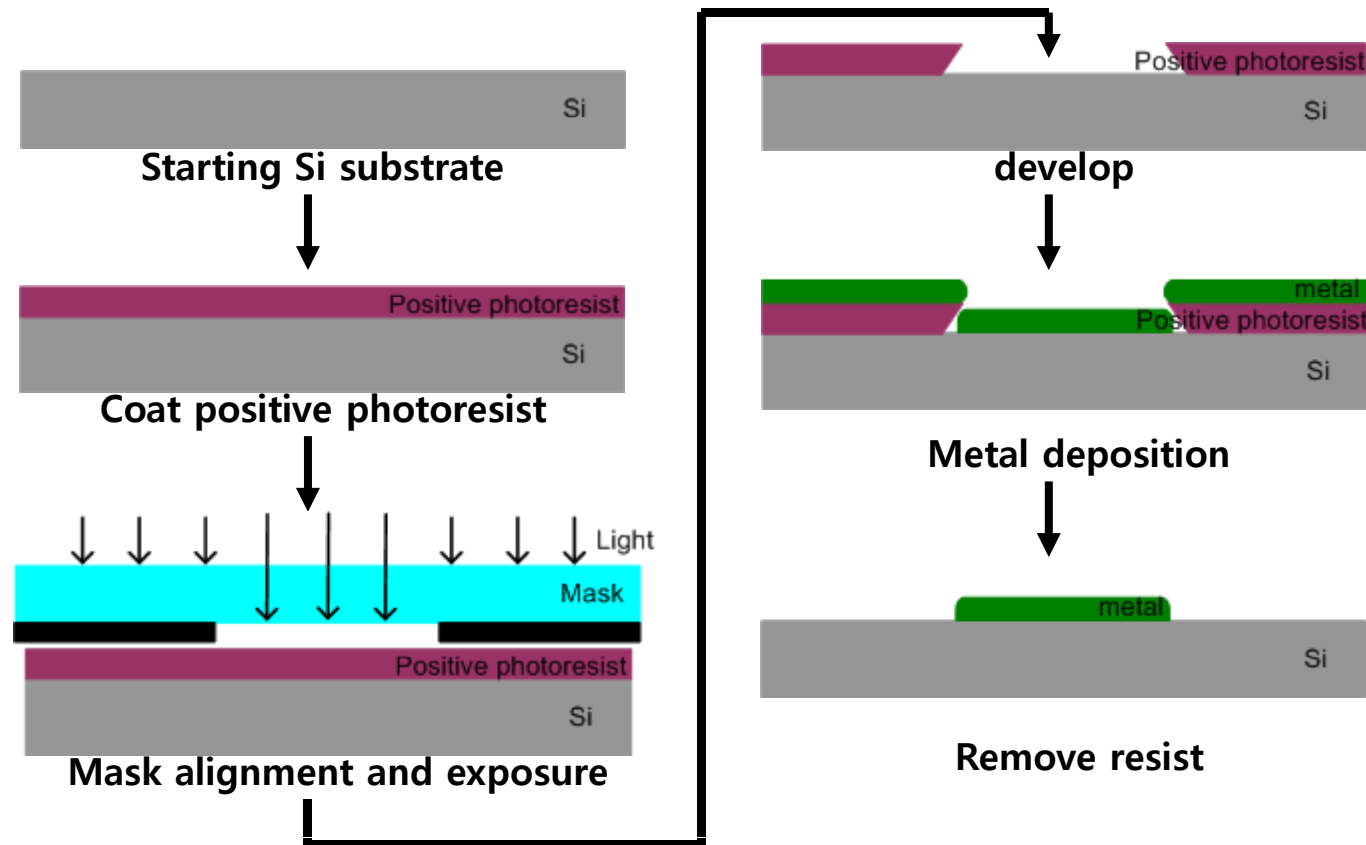 Si
Starting Si substrate
Positive photoresist
Si
Coat positive photoresist
Light
Mask
Positive photoresist
Si
Mask alignment and exposure
Positive photoresist
Si
develop
metal
Positive photoresist
Si
Metal deposition
metal
Si
Remove resist